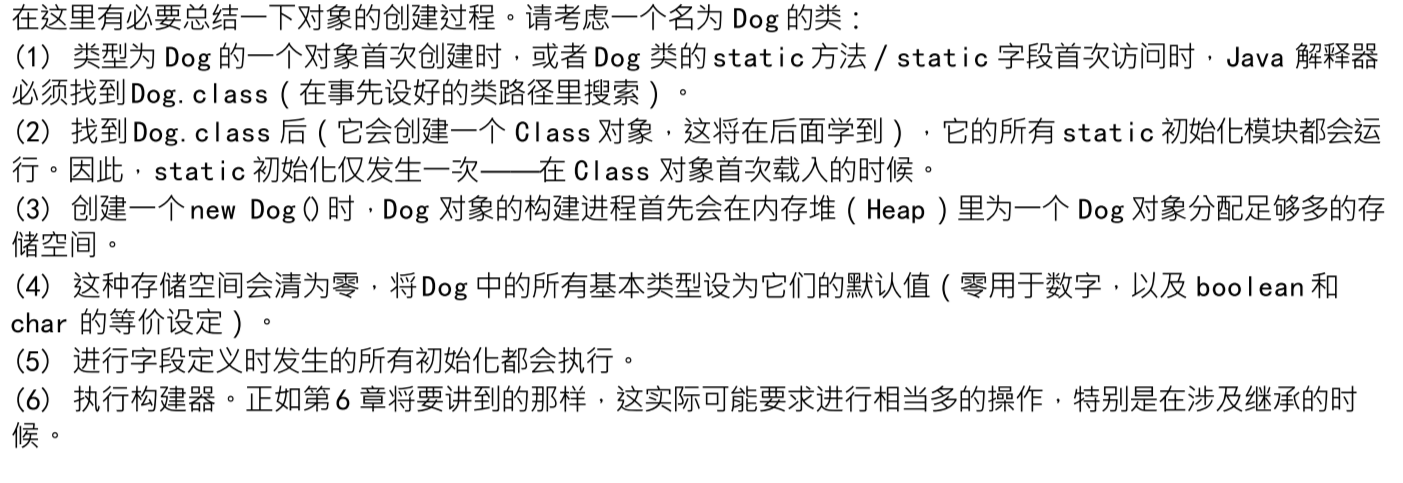 在这里有必要总结一下对象的创建过程。请考虑一个名为 Dog 的类：
(1) 类型为 Dog 的一个对象首次创建时，或者 Dog 类的 static 方法／static 字段首次访问时，Java 解释器
必须找到 Dog.class（在事先设好的类路径里搜索）。
(2) 找到 Dog.class 后（它会创建一个 Class 对象，这将在后面学到），它的所有 static 初始化模块都会运
行。因此，static 初始化仅发生一次——在 Class 对象首次载入的时候。
(3) 创建一个 new Dog() 时，Dog 对象的构建进程首先会在内存堆（Heap）里为一个 Dog 对象分配足够多的存
储空间。
(4) 这种存储空间会清为零，将 Dog 中的所有基本类型设为它们的默认值（零用于数字，以及 boolean 和
char 的等价设定）。
(5) 进行字段定义时发生的所有初始化都会执行。
(6) 执行构建器。正如第 6 章将要讲到的那样，这实际可能要求进行相当多的操作，特别是在涉及继承的时
候。